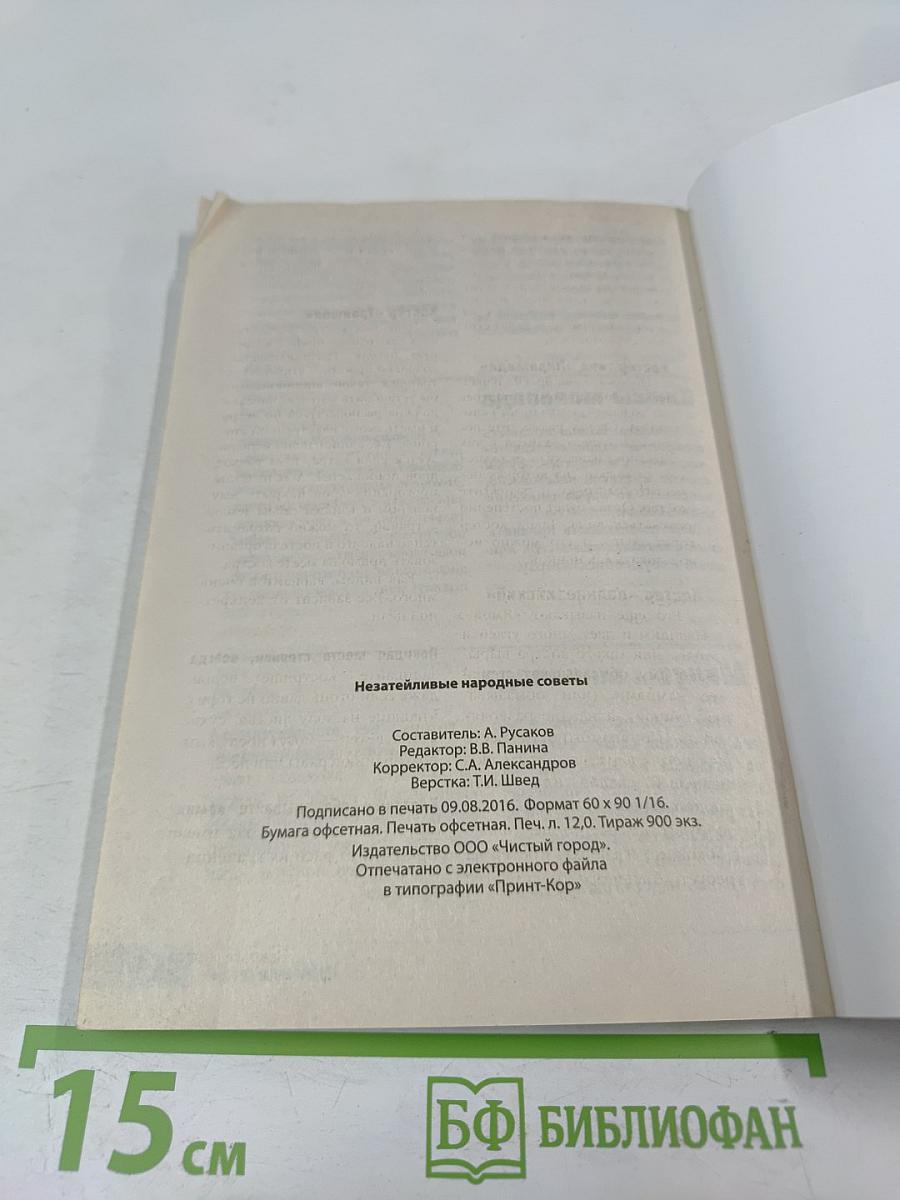 Незатейливые народные советы
Составитель: А. Русаков
Редактор: В.В. Панина
Корректор: С.А. Александров
Верстка: Т.И. Швед
Подписано в печать 09.08.2016. Формат 60 x 90 1/16.
Бумага офсетная. Печать офсетная. Печ. л. 12,0. Тираж 900 экз.
Издательство ООО «Чистый город».
Отпечатано с электронного файла
в типографии «Принт-Кор»
15 см
БФ БИБЛИОФАН